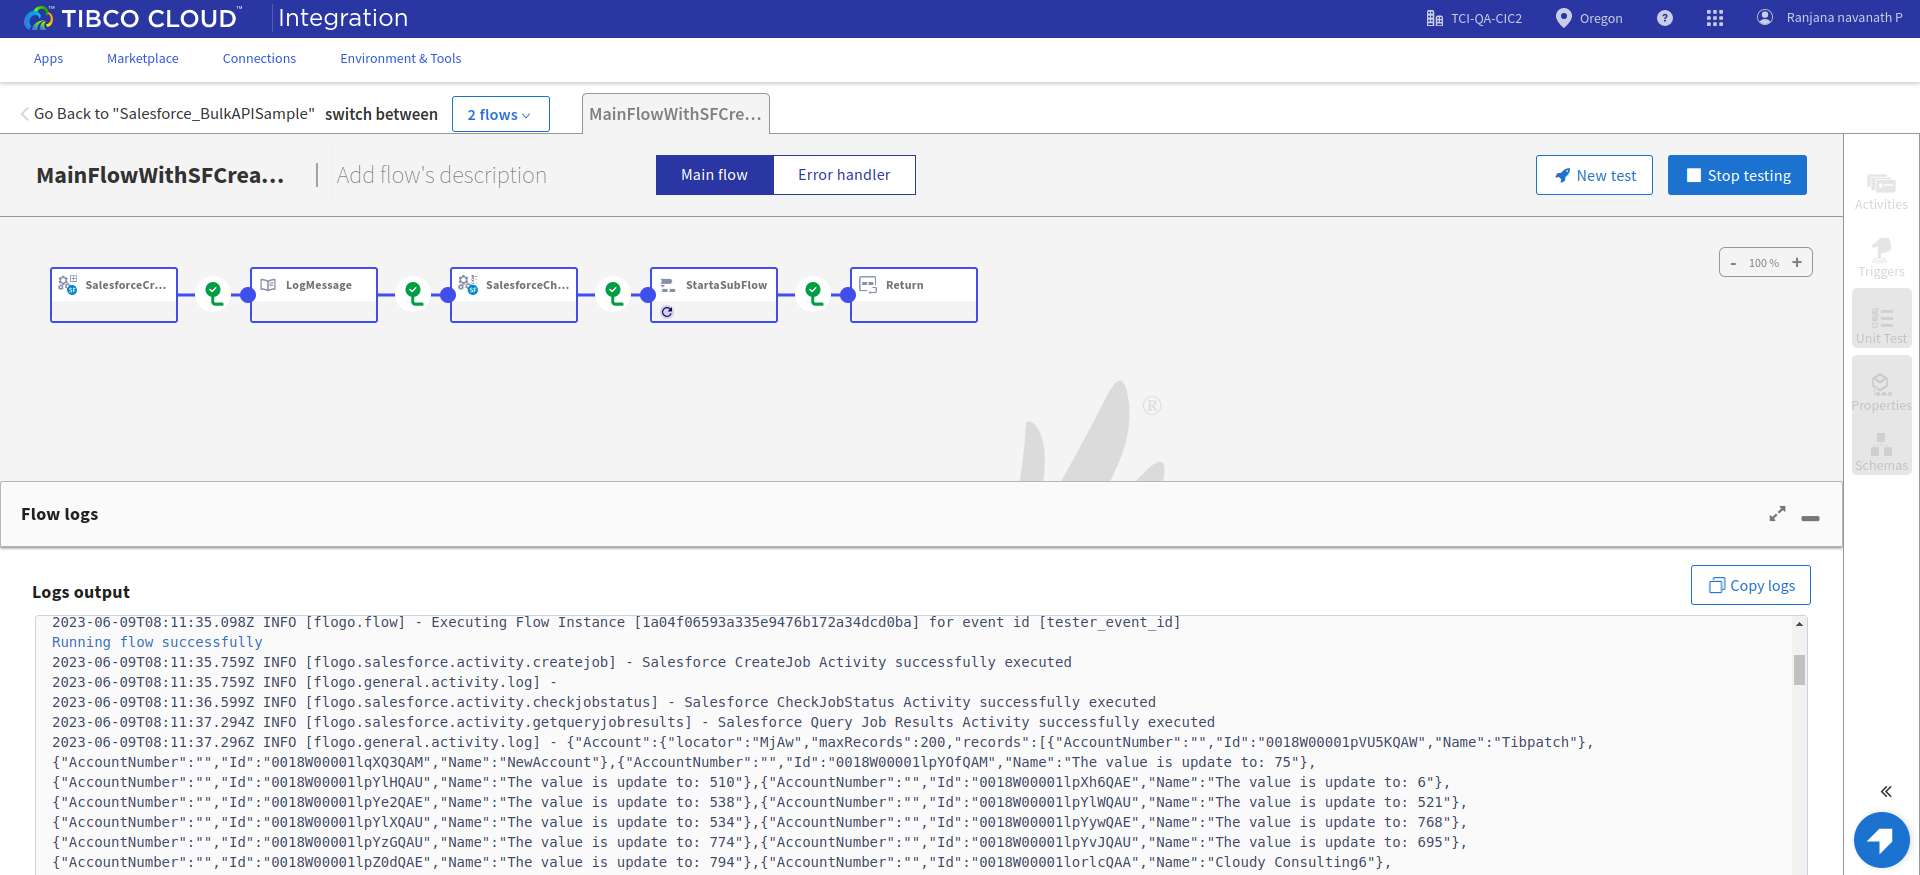 TIBCO CLOUD™ Integration
TCI-QA-CIC2
Oregon
?
Ranjana navanath P
Apps
Marketplace
Connections
Environment & Tools
Go Back to "Salesforce_BulkAPISample"
switch between
2 flows
MainFlowWithSFCre...
MainFlowWithSFCrea...
Add flow's description
Main flow
Error handler
New test
Stop testing
Activities
Triggers
Unit Test
Properties
Schemas
- 100 % +
SalesforceCr...
LogMessage
SalesforceCh...
StartaSubFlow
Return
®
Flow logs
Logs output
Copy logs
2023-06-09T08:11:35.098Z INFO [flogo.flow] - Executing Flow Instance [1a04f06593a335e9476b172a34dcd0ba] for event id [tester_event_id]
Running flow successfully
2023-06-09T08:11:35.759Z INFO [flogo.salesforce.activity.createjob] - Salesforce CreateJob Activity successfully executed
2023-06-09T08:11:35.759Z INFO [flogo.general.activity.log] -
2023-06-09T08:11:36.599Z INFO [flogo.salesforce.activity.checkjobstatus] - Salesforce CheckJobStatus Activity successfully executed
2023-06-09T08:11:37.294Z INFO [flogo.salesforce.activity.getqueryjobresults] - Salesforce Query Job Results Activity successfully executed
2023-06-09T08:11:37.296Z INFO [flogo.general.activity.log] - {"Account":{"locator":"MjAw","maxRecords":200,"records":[{"AccountNumber":"","Id":"0018W00001pVU5KQAW","Name":"Tibpatch"},
{"AccountNumber":"","Id":"0018W00001lqXQ3QAM","Name":"NewAccount"},{"AccountNumber":"","Id":"0018W00001lpYOfQAM","Name":"The value is update to: 75"},
{"AccountNumber":"","Id":"0018W00001lpYlHQAU","Name":"The value is update to: 510"},{"AccountNumber":"","Id":"0018W00001lpXh6QAE","Name":"The value is update to: 6"},
{"AccountNumber":"","Id":"0018W00001lpYe2QAE","Name":"The value is update to: 538"},{"AccountNumber":"","Id":"0018W00001lpYlWQAU","Name":"The value is update to: 521"},
{"AccountNumber":"","Id":"0018W00001lpYlXQAU","Name":"The value is update to: 534"},{"AccountNumber":"","Id":"0018W00001lpYywQAE","Name":"The value is update to: 768"},
{"AccountNumber":"","Id":"0018W00001lpYzGQAU","Name":"The value is update to: 774"},{"AccountNumber":"","Id":"0018W00001lpYvJQAU","Name":"The value is update to: 695"},
{"AccountNumber":"","Id":"0018W00001lpZ0dQAE","Name":"The value is update to: 794"},{"AccountNumber":"","Id":"0018W00001lorlcQAA","Name":"Cloudy Consulting6"},